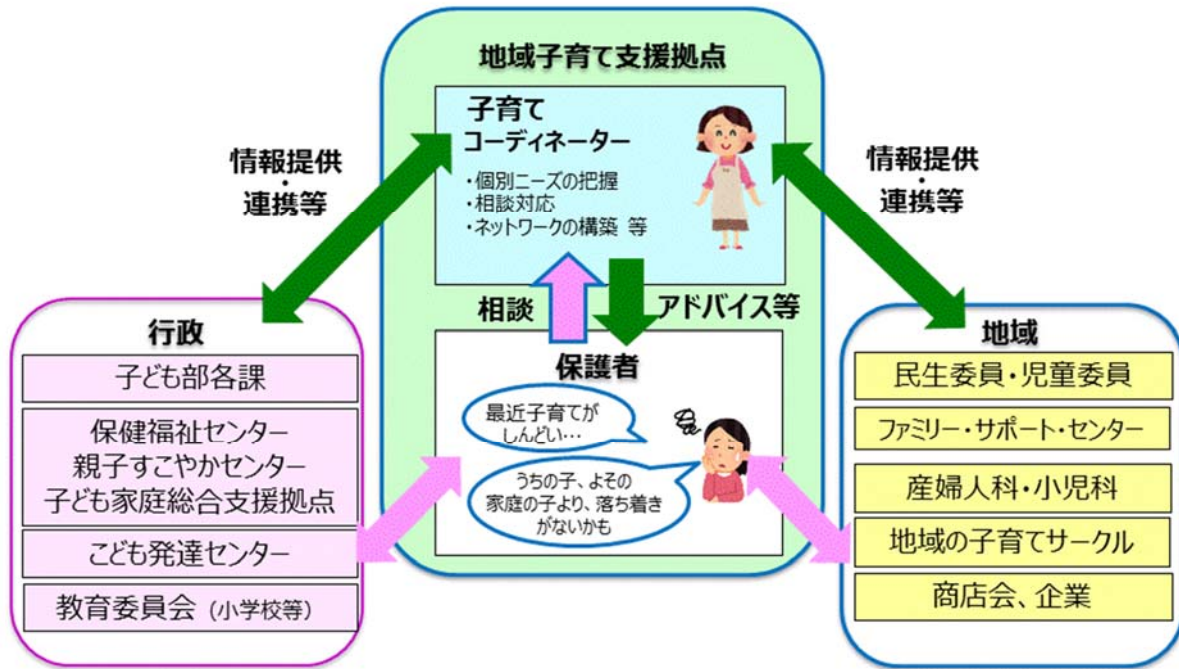 地域子育て支援拠点
子育て
コーディネーター
・個別ニーズの把握
・相談対応
・ネットワークの構築 等
情報提供
・
連携等
情報提供
・
連携等
相談
アドバイス等
保護者
最近子育てが
しんどい…
うちの子、よその
家庭の子より、落ち着き
がないかも
行政
子ども部各課
保健福祉センター
親子すこやかセンター
子ども家庭総合支援拠点
こども発達センター
教育委員会 (小学校等)
地域
民生委員・児童委員
ファミリー・サポート・センター
産婦人科・小児科
地域の子育てサークル
商店会、企業